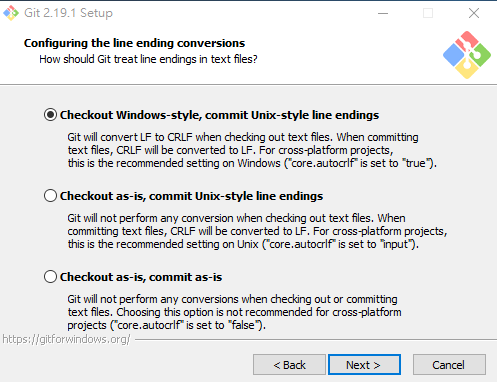 Git 2.19.1 Setup
Configuring the line ending conversions
How should Git treat line endings in text files?
Checkout Windows-style, commit Unix-style line endings
Git will convert LF to CRLF when checking out text files. When committing
text files, CRLF will be converted to LF. For cross-platform projects,
this is the recommended setting on Windows ("core.autocrlf" is set to "true").
Checkout as-is, commit Unix-style line endings
Git will not perform any conversion when checking out text files. When
committing text files, CRLF will be converted to LF. For cross-platform projects,
this is the recommended setting on Unix ("core.autocrlf" is set to "input").
Checkout as-is, commit as-is
Git will not perform any conversions when checking out or committing
text files. Choosing this option is not recommended for cross-platform
projects ("core.autocrlf" is set to "false").
https://gitforwindows.org/
< Back
Next >
Cancel